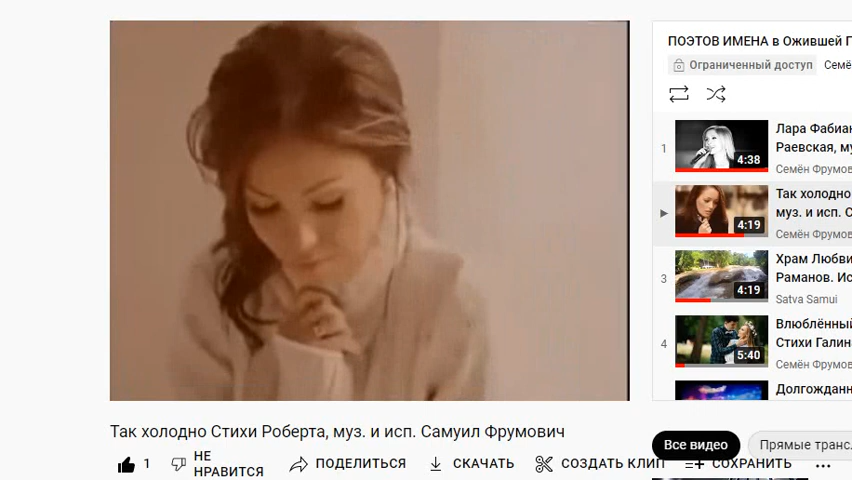 ПОЭТОВ ИМЕНА в Ожившей
Ограниченный доступ Семё
1
4:38
Лара Фабиан
Раевская, му
Семён Фрумов
4:19
Так холодно
муз. и исп. С
Семён Фрумов
3
4:19
Храм Любви
Раманов. Ис
Satva Samui
4
5:40
Влюблённый
Стихи Галин
Семён Фрумов
Долгожданн
Так холодно Стихи Роберта, муз. и исп. Самуил Фрумович
1
НЕ
НРАВИТСЯ
ПОДЕЛИТЬСЯ
СКАЧАТЬ
СОЗДАТЬ КЛИП
СОХРАНИТЬ
Все видео
Прямые транс